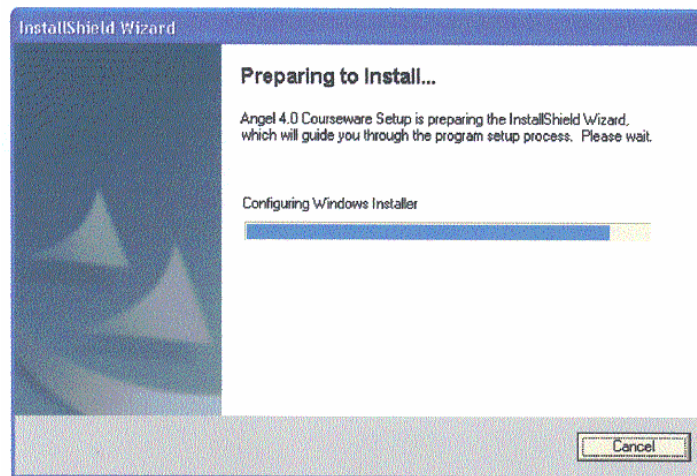 InstallShield Wizard
Preparing to Install...
Angel 4.0 Courseware Setup is preparing the InstallShield Wizard,
which will guide you through the program setup process. Please wait.
Configuring Windows Installer
Cancel